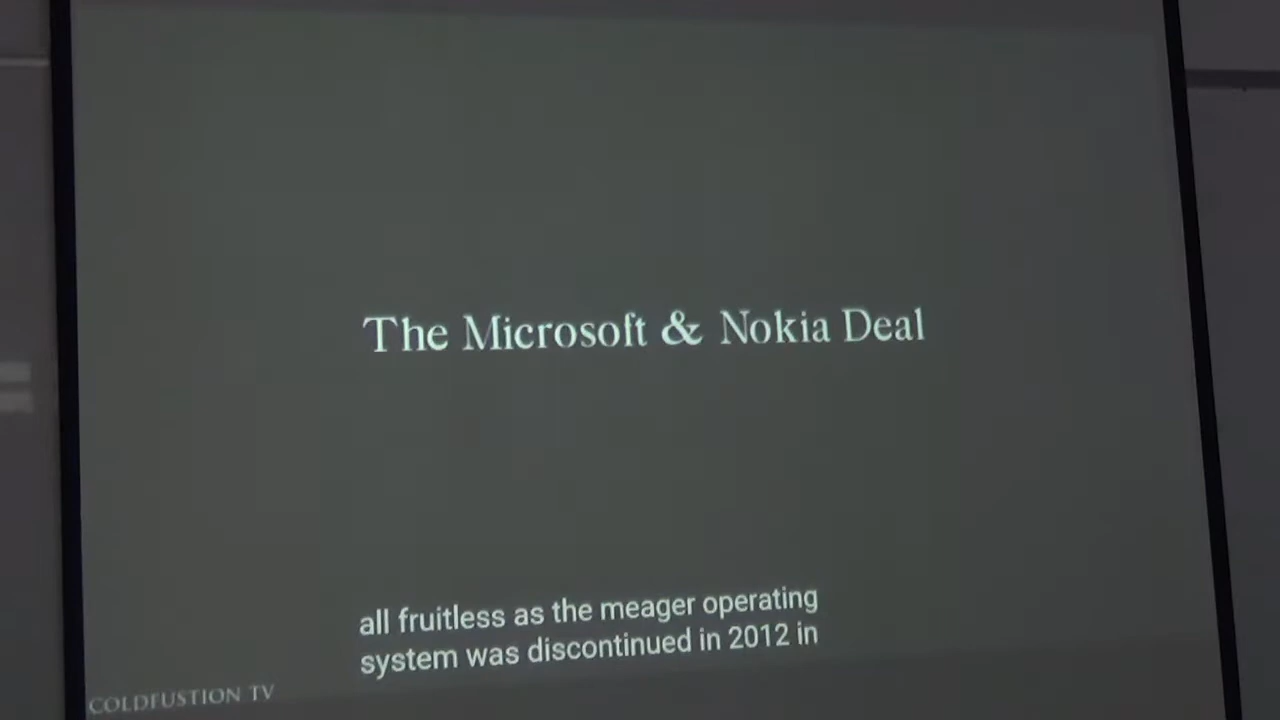 The Microsoft & Nokia Deal
all fruitless as the meager operating
system was discontinued in 2012 in
COLDFUSTION TV